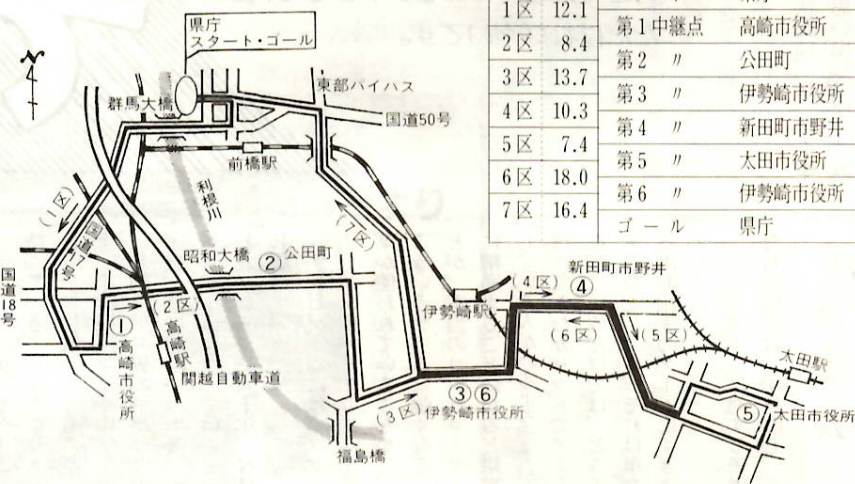 県庁
スタート・ゴール
群馬大橋
東部バイパス
国道50号
前橋駅
利根川
(1区)
国道17号
国道18号
昭和大橋
②
公田町
(7区)
①
高崎市役所
(2区)
高崎駅
関越自動車道
(3区)
福島橋
③⑥
伊勢崎市役所
伊勢崎駅
(4区)
新田町市野井
④
(6区)
(5区)
太田駅
⑤
太田市役所
1区 12.1
2区 8.4
3区 13.7
4区 10.3
5区 7.4
6区 18.0
7区 16.4
第1中継点 高崎市役所
第2 〃 公田町
第3 〃 伊勢崎市役所
第4 〃 新田町市野井
第5 〃 太田市役所
第6 〃 伊勢崎市役所
ゴール 県庁